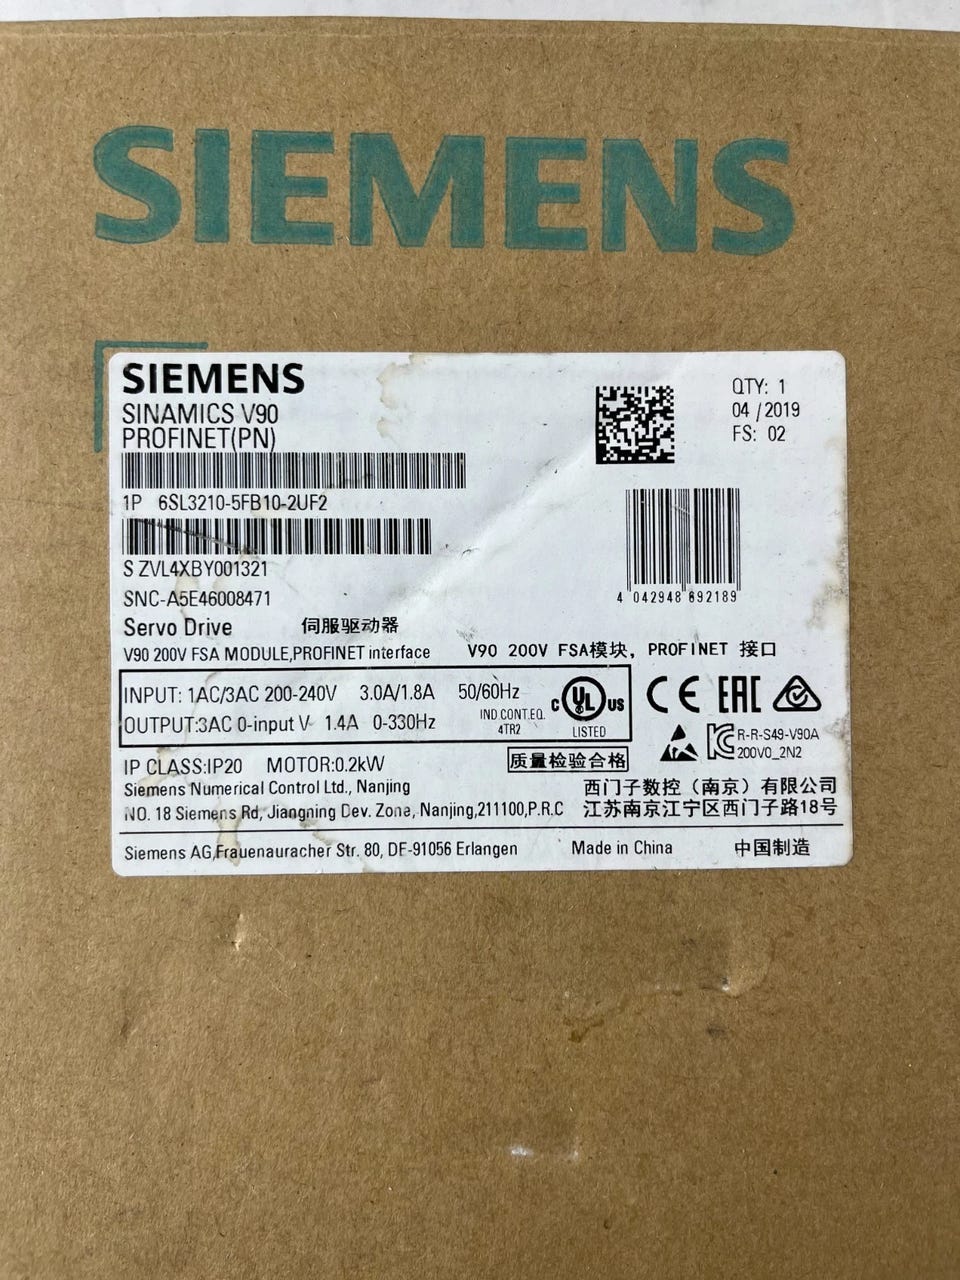 SIEMENS
SIEMENS
SINAMICS V90
PROFINET(PN)
QTY: 1
04 / 2019
FS: 02
1P 6SL3210-5FB10-2UF2
S ZVL4XBY001321
SNC-A5E46008471
4 042948 692189
Servo Drive 伺服驱动器
V90 200V FSA MODULE,PROFINET interface V90 200V FSA模块，PROFINET 接口
INPUT: 1AC/3AC 200-240V 3.0A/1.8A 50/60Hz
OUTPUT:3AC 0-input V 1.4A 0-330Hz
IND.CONT.EQ.
4TR2
C UL US
LISTED
CE EAC
R-R-S49-V90A
200V0_2N2
IP CLASS:IP20 MOTOR:0.2kW 质量检验合格
Siemens Numerical Control Ltd., Nanjing 西门子数控（南京）有限公司
NO. 18 Siemens Rd, Jiangning Dev. Zone, Nanjing,211100,P.R.C 江苏南京江宁区西门子路18号
Siemens AG,Frauenauracher Str. 80, DE-91056 Erlangen Made in China 中国制造